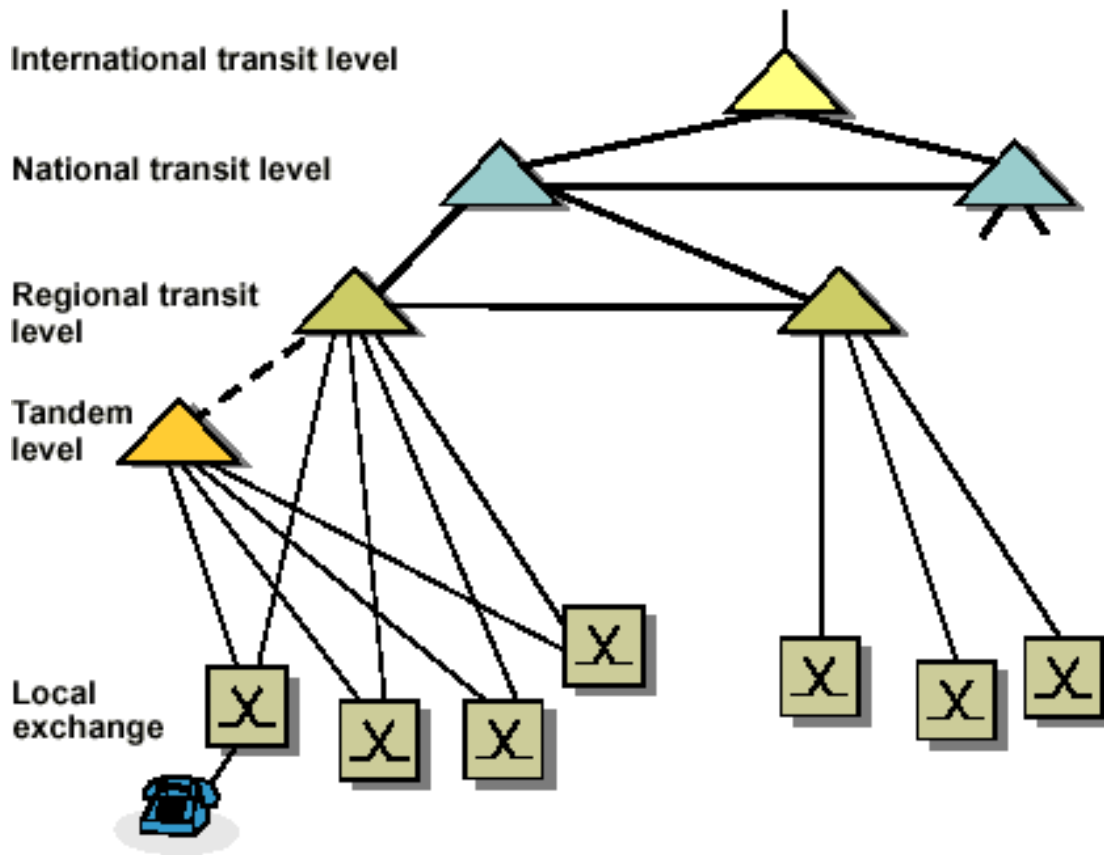 International transit level
National transit level
Regional transit
level
Tandem
level
Local
exchange